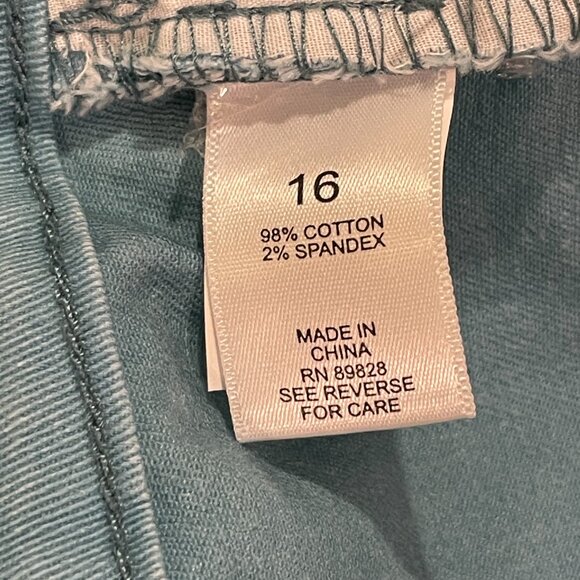 16
98% COTTON
2% SPANDEX
MADE IN
CHINA
RN 89828
SEE REVERSE
FOR CARE